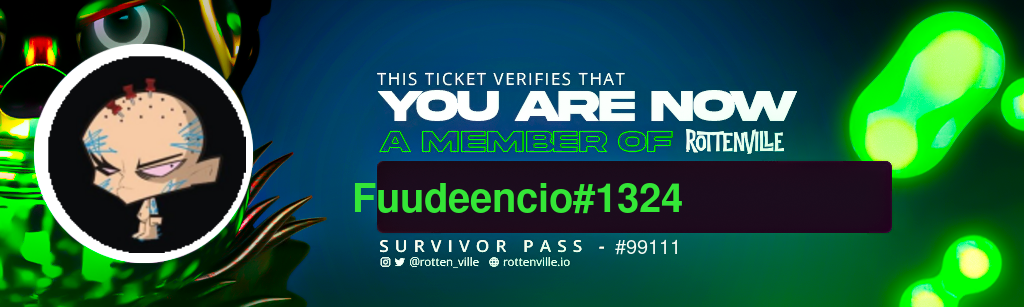 THIS TICKET VERIFIES THAT
YOU ARE NOW
A MEMBER OF ROTTENVILLE
Fuudeencio#1324
SURVIVOR PASS - #99111
@rotten_ville rottenville.io